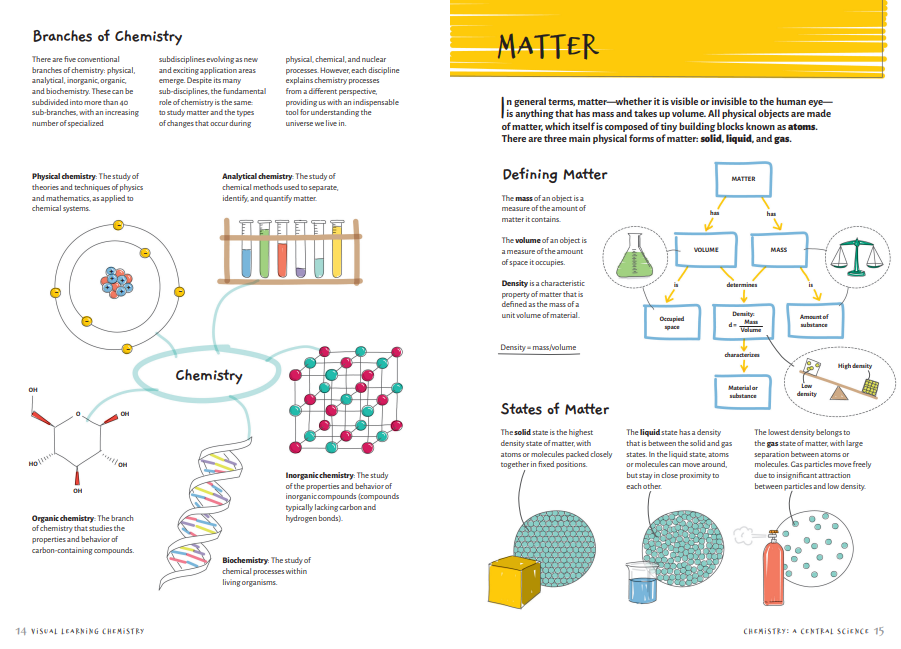 Branches of Chemistry
There are five conventional
branches of chemistry: physical,
analytical, inorganic, organic,
and biochemistry. These can be
subdivided into more than 40
sub-branches, with an increasing
number of specialized
subdisciplines evolving as new
and exciting application areas
emerge. Despite its many
sub-disciplines, the fundamental
role of chemistry is the same:
to study matter and the types
of changes that occur during
physical, chemical, and nuclear
processes. However, each discipline
explains chemistry processes
from a different perspective,
providing us with an indispensable
tool for understanding the
universe we live in.
Physical chemistry: The study of
theories and techniques of physics
and mathematics, as applied to
chemical systems.
Analytical chemistry: The study of
chemical methods used to separate,
identify, and quantify matter.
Chemistry
OH
O
OH
HO
OH
OH
Organic chemistry: The branch
of chemistry that studies the
properties and behavior of
carbon-containing compounds.
Inorganic chemistry: The study
of the properties and behavior of
inorganic compounds (compounds
typically lacking carbon and
hydrogen bonds).
Biochemistry: The study of
chemical processes within
living organisms.
14 VISUAL LEARNING CHEMISTRY
MATTER
In general terms, matter—whether it is visible or invisible to the human eye—
is anything that has mass and takes up volume. All physical objects are made
of matter, which itself is composed of tiny building blocks known as atoms.
There are three main physical forms of matter: solid, liquid, and gas.
Defining Matter
The mass of an object is a
measure of the amount of
matter it contains.
The volume of an object is
a measure of the amount
of space it occupies.
Density is a characteristic
property of matter that is
defined as the mass of a
unit volume of material.
Density = mass/volume
MATTER
has
has
VOLUME
MASS
is
determines
is
Occupied
space
Density:
d = Mass
Volume
Amount of
substance
characterizes
Material or
substance
High density
Low
density
States of Matter
The solid state is the highest
density state of matter, with
atoms or molecules packed closely
together in fixed positions.
The liquid state has a density
that is between the solid and gas
states. In the liquid state, atoms
or molecules can move around,
but stay in close proximity to
each other.
The lowest density belongs to
the gas state of matter, with large
separation between atoms or
molecules. Gas particles move freely
due to insignificant attraction
between particles and low density.
CHEMISTRY: A CENTRAL SCIENCE 15